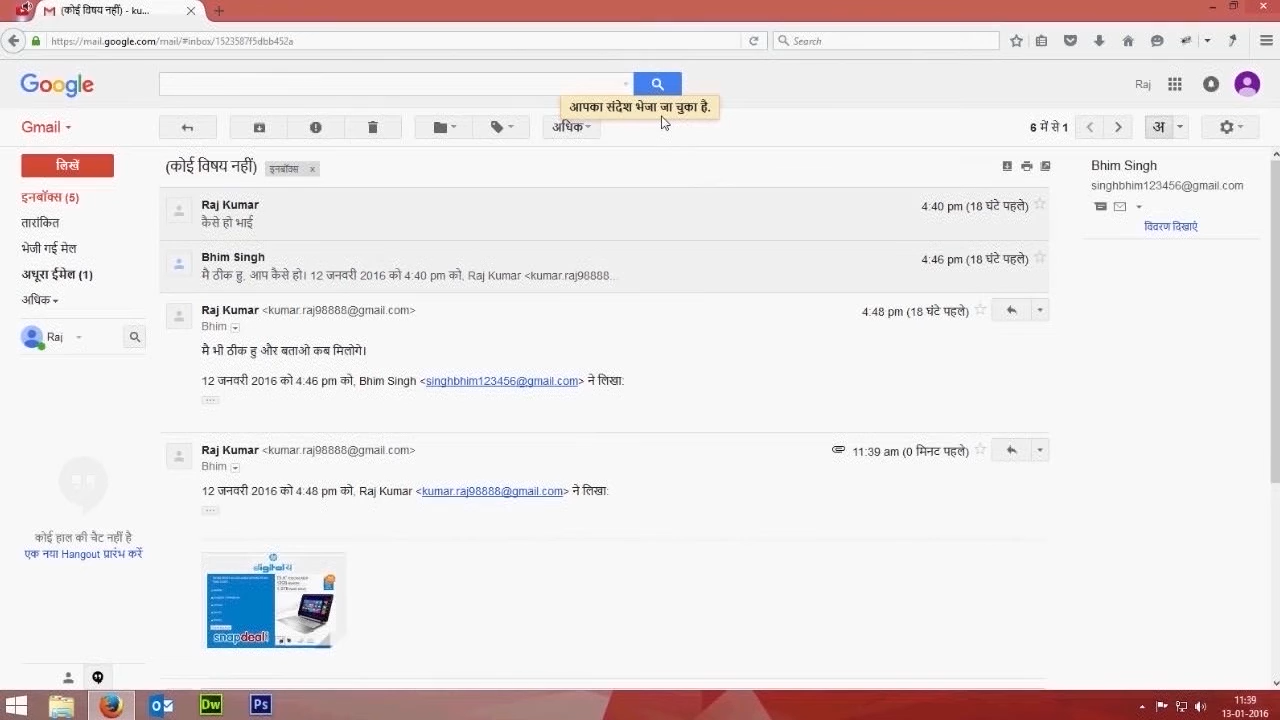 (कोई विषय नहीं) - ku...
https://mail.google.com/mail/#inbox/1523587f5dbb452a
Search
Google
Raj
आपका संदेश भेजा जा चुका है.
Gmail
अधिक
6 में से 1
अ
लिखें
(कोई विषय नहीं)
इनबॉक्स x
Bhim Singh
singhbhim123456@gmail.com
विवरण दिखाएँ
इनबॉक्स (5)
तारांकित
भेजी गई मेल
अधूरा ईमेल (1)
अधिक
Raj
Raj Kumar
4:40 pm (18 घंटे पहले)
कैसे हो भाई
Bhim Singh
4:46 pm (18 घंटे पहले)
मै ठीक हु. आप कैसे हो। 12 जनवरी 2016 को 4:40 pm को, Raj Kumar <kumar.raj98888...
Raj Kumar <kumar.raj98888@gmail.com>
4:48 pm (18 घंटे पहले)
Bhim
मै भी ठीक हु और बताओ कब मिलोगे।
12 जनवरी 2016 को 4:46 pm को, Bhim Singh <singhbhim123456@gmail.com> ने लिखा:
Raj Kumar <kumar.raj98888@gmail.com>
11:39 am (0 मिनट पहले)
Bhim
12 जनवरी 2016 को 4:48 pm को, Raj Kumar <kumar.raj98888@gmail.com> ने लिखा:
कोई हाल की चैट नहीं है
एक नया Hangout प्रारंभ करें
hp
snapdeal
Dw
Ps
11:39
13-01-2016